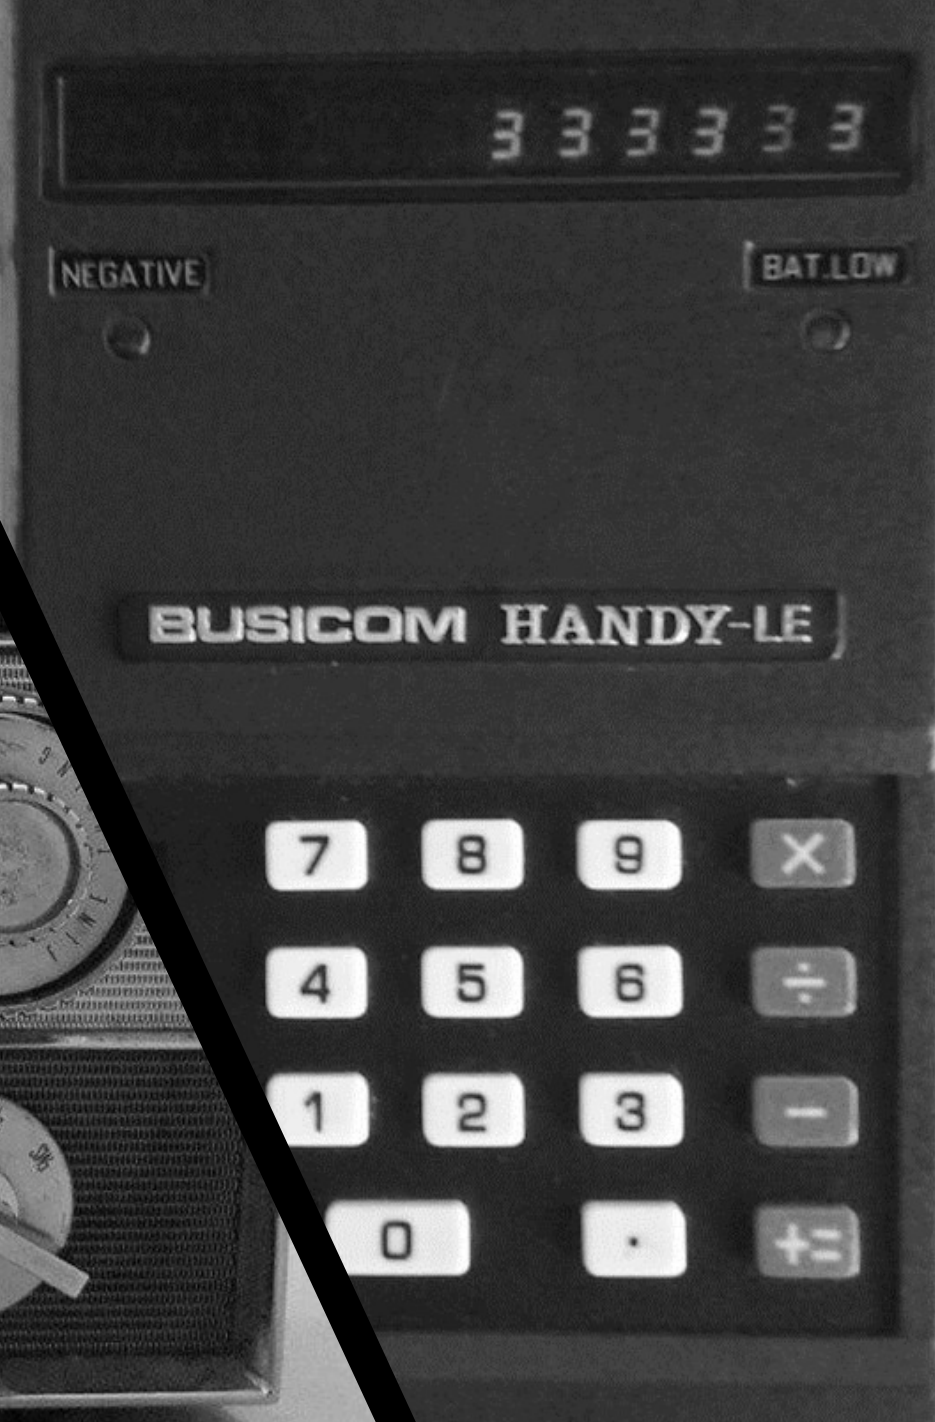 333333
NEGATIVE BAT.LOW
BUSICOM HANDY-LE
7 8 9 ×
4 5 6 ÷
1 2 3 −
0 . +=